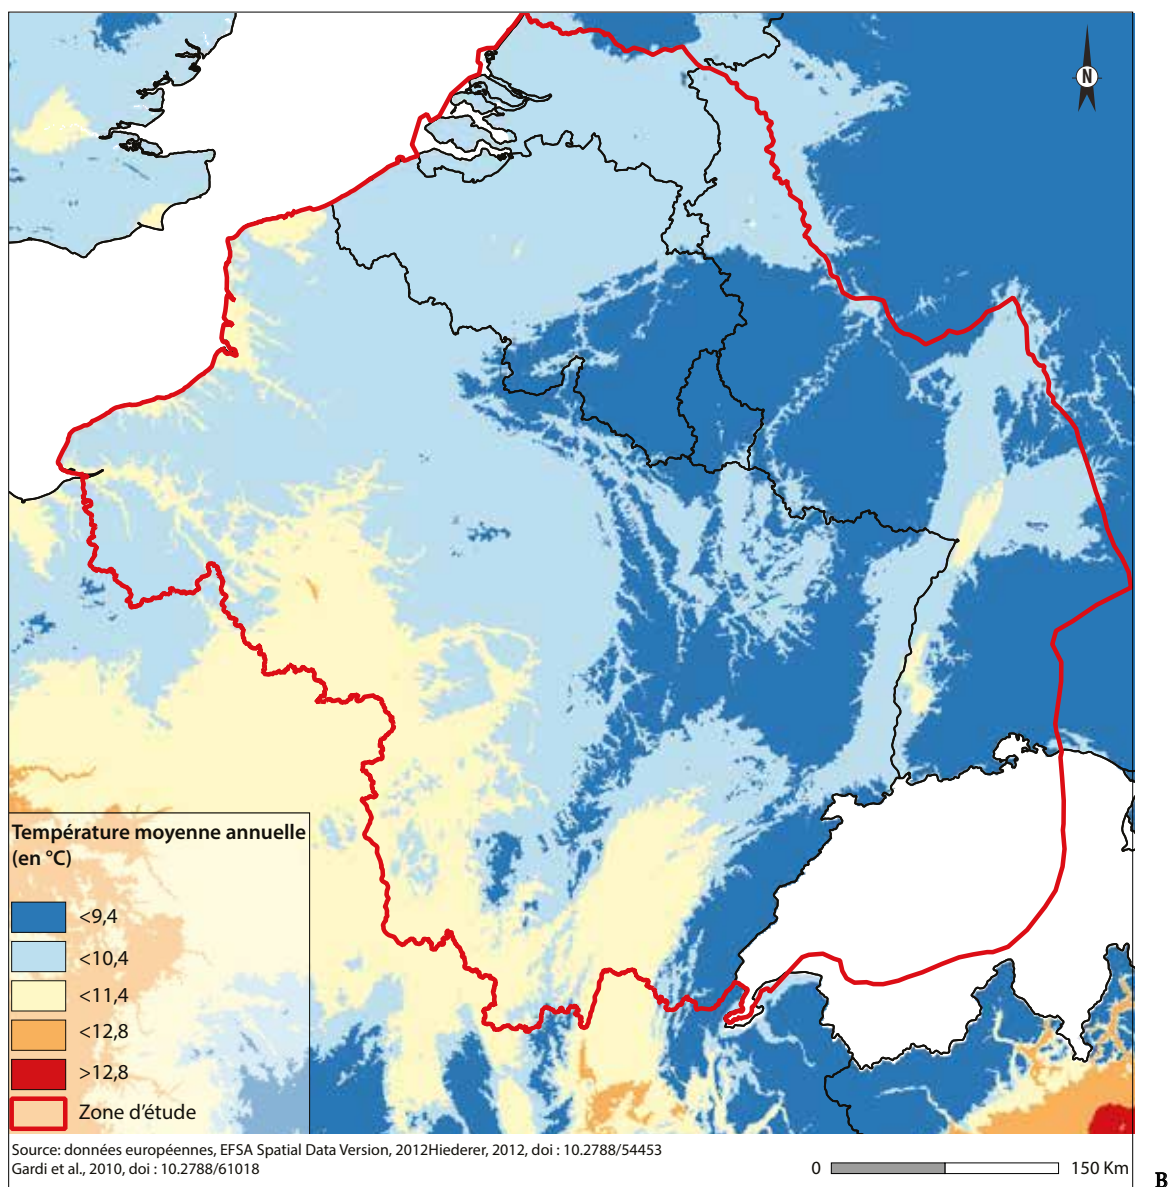 N
Température moyenne annuelle
(en °C)
<9,4
<10,4
<11,4
<12,8
>12,8
Zone d'étude
Source: données européennes, EFSA Spatial Data Version, 2012Hiederer, 2012, doi : 10.2788/54453
Gardi et al., 2010, doi : 10.2788/61018
0 150 Km
B